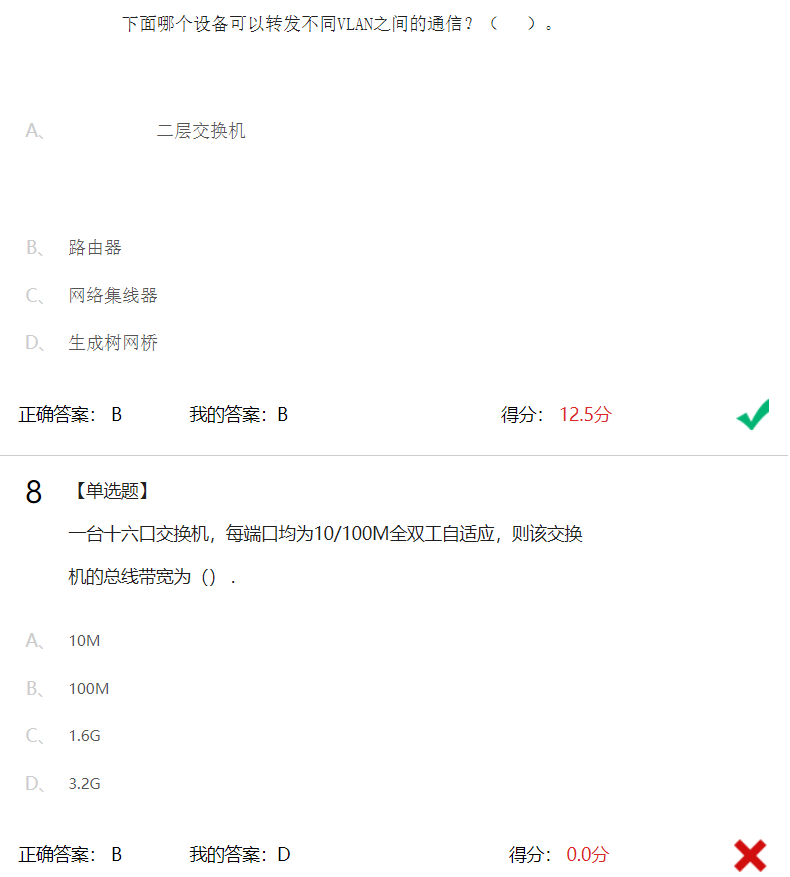 下面哪个设备可以转发不同VLAN之间的通信？（ ）。
A、 二层交换机
B、 路由器
C、 网络集线器
D、 生成树网桥
正确答案： B 我的答案：B 得分： 12.5分
8 【单选题】
一台十六口交换机，每端口均为10/100M全双工自适应，则该交换
机的总线带宽为（） .
A、 10M
B、 100M
C、 1.6G
D、 3.2G
正确答案： B 我的答案：D 得分： 0.0分